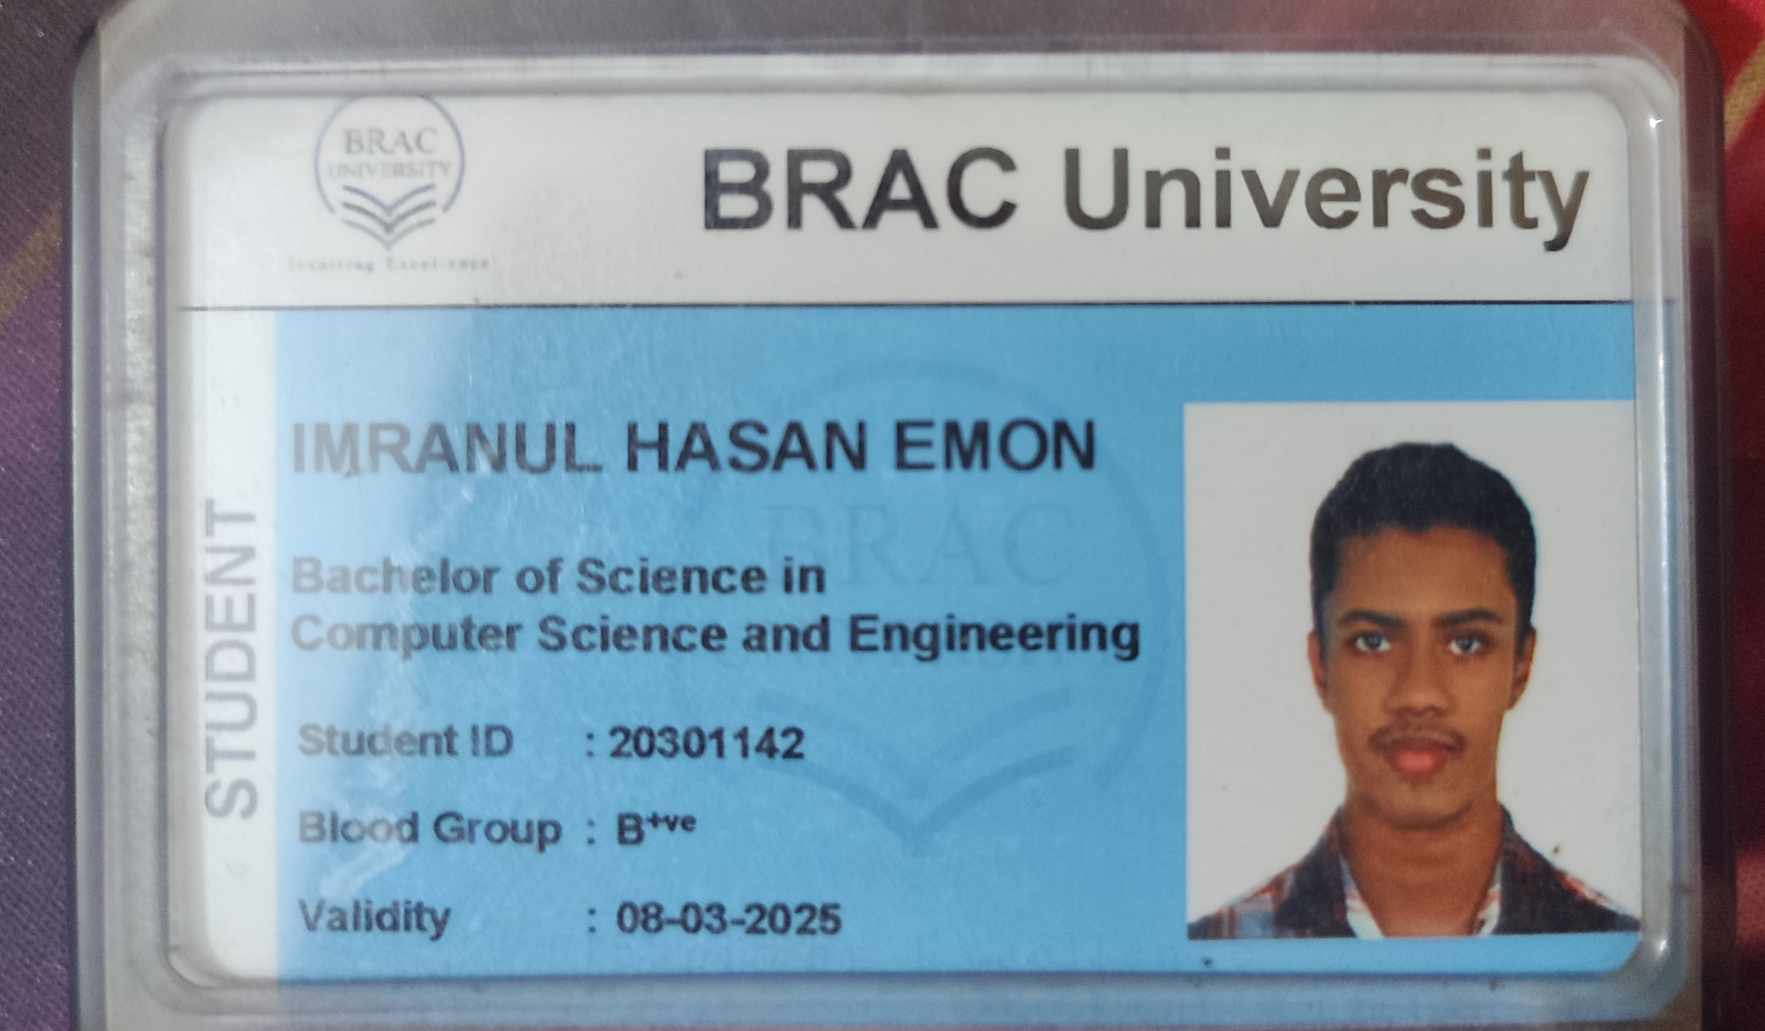 BRAC
UNIVERSITY
Inspiring Excellence
BRAC University
STUDENT
IMRANUL HASAN EMON
BRAC
Bachelor of Science in
Computer Science and Engineering
Student ID : 20301142
Blood Group : B+ve
Validity : 08-03-2025